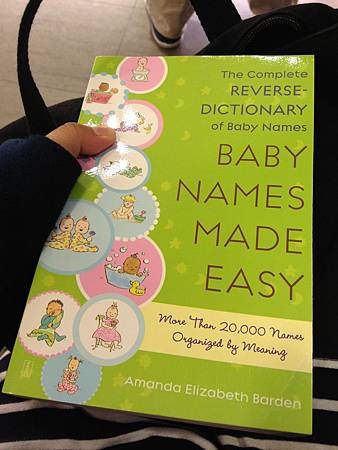 The Complete
REVERSE-
DICTIONARY
of Baby Names
BABY
NAMES
MADE
EASY
More Than 20,000 Names
Organized by Meaning
Amanda Elizabeth Barden